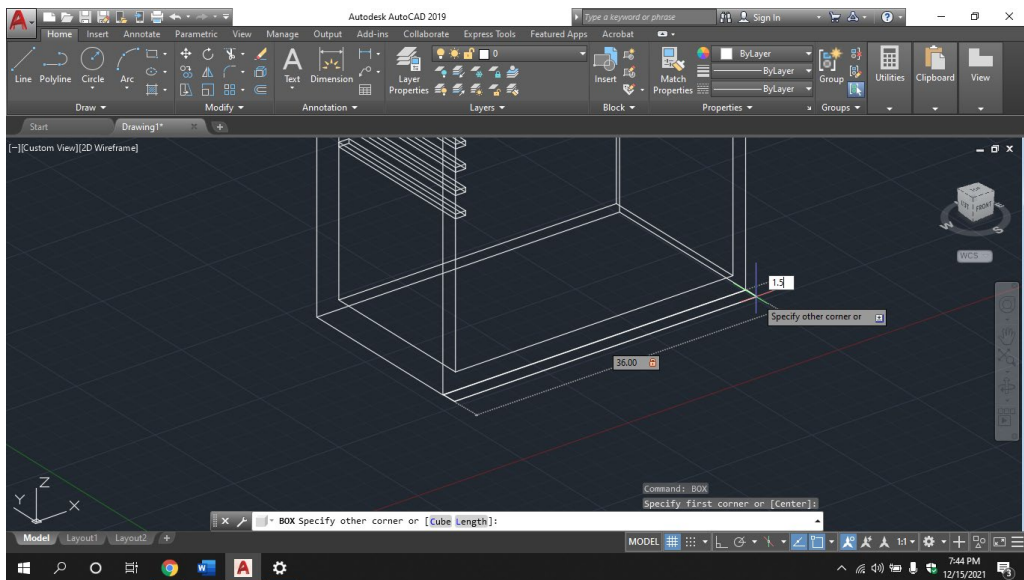 Autodesk AutoCAD 2019
Type a keyword or phrase
Sign In
Home Insert Annotate Parametric View Manage Output Add-ins Collaborate Express Tools Featured Apps Acrobat
Line Polyline Circle Arc
Text Dimension
Layer Properties
0
Insert
Match Properties
ByLayer
ByLayer
ByLayer
Group
Utilities
Clipboard
View
Draw Modify Annotation Layers Block Properties Groups
Start Drawing1*
[−][Custom View][2D Wireframe]
TOP
FRONT
W
S
WCS
1.5
Specify other corner or
36.00
Command: BOX
Specify first corner or [Center]:
Z
Y
X
BOX Specify other corner or [Cube Length]:
Model Layout1 Layout2
MODEL
1:1
7:44 PM
12/15/2021
3